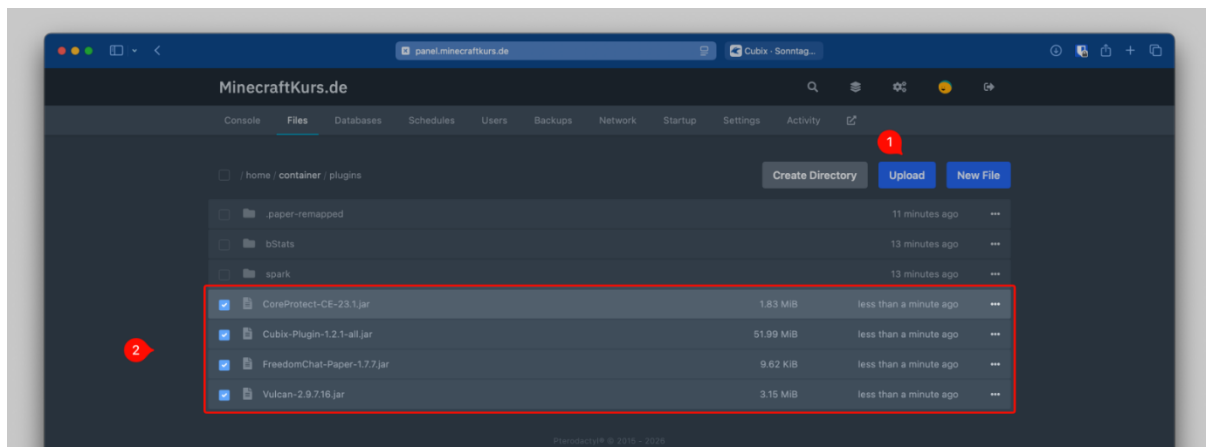 panel.minecraftkurs.de
Cubix · Sonntag...
MinecraftKurs.de
Console Files Databases Schedules Users Backups Network Startup Settings Activity
1
/ home / container / plugins
Create Directory Upload New File
.paper-remapped 11 minutes ago
bStats 13 minutes ago
spark 13 minutes ago
CoreProtect-CE-23.1.jar 1.83 MiB less than a minute ago
Cubix-Plugin-1.2.1-all.jar 51.99 MiB less than a minute ago
2
FreedomChat-Paper-1.7.7.jar 9.62 KiB less than a minute ago
Vulcan-2.9.7.16.jar 3.15 MiB less than a minute ago
Pterodactyl® © 2015 - 2026